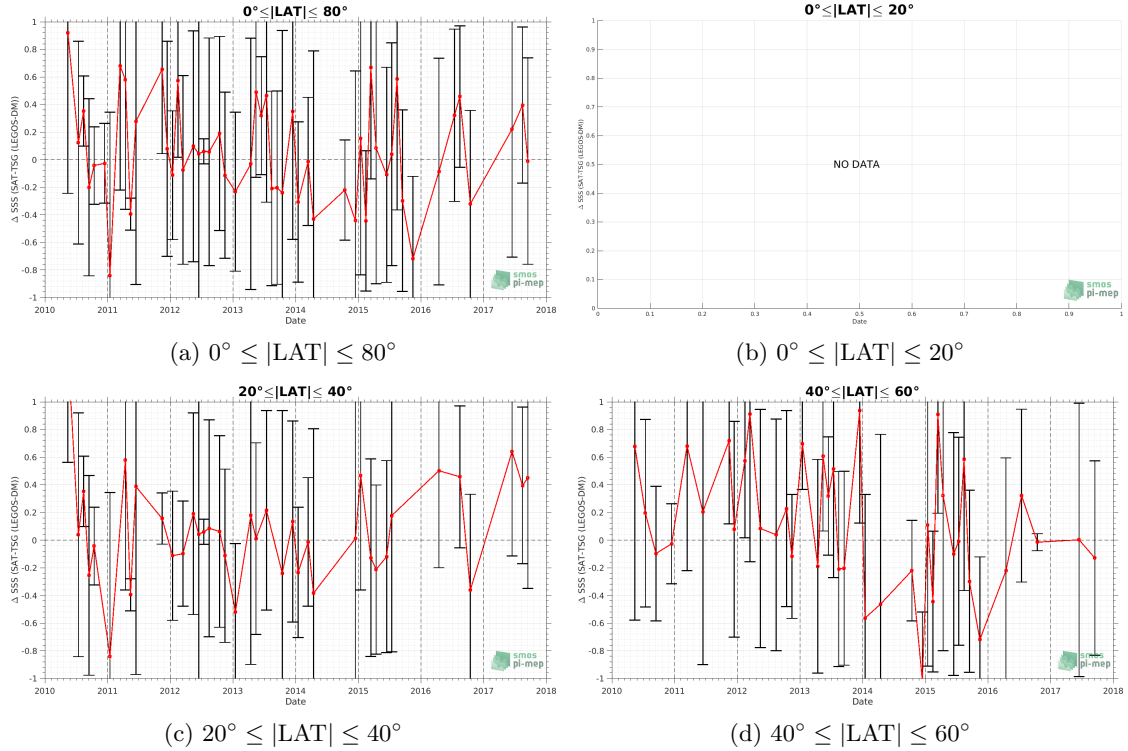 0°≤|LAT|≤ 80°
Δ SSS (SAT-TSG (LEGOS-DM))
1
0.8
0.6
0.4
0.2
0
-0.2
-0.4
-0.6
-0.8
-1
2010 2011 2012 2013 2014 2015 2016 2017 2018
Date
smos
pi-mep
(a) 0° ≤ |LAT| ≤ 80°
0°≤|LAT|≤ 20°
Δ SSS (SAT-TSG (LEGOS-DM))
1
0.9
0.8
0.7
0.6
0.5
0.4
0.3
0.2
0.1
0
NO DATA
0 0.1 0.2 0.3 0.4 0.5 0.6 0.7 0.8 0.9 1
Date
smos
pi-mep
(b) 0° ≤ |LAT| ≤ 20°
20°≤|LAT|≤ 40°
Δ SSS (SAT-TSG (LEGOS-DM))
1
0.8
0.6
0.4
0.2
0
-0.2
-0.4
-0.6
-0.8
-1
2010 2011 2012 2013 2014 2015 2016 2017 2018
Date
smos
pi-mep
(c) 20° ≤ |LAT| ≤ 40°
40°≤|LAT|≤ 60°
Δ SSS (SAT-TSG (LEGOS-DM))
1
0.8
0.6
0.4
0.2
0
-0.2
-0.4
-0.6
-0.8
-1
2010 2011 2012 2013 2014 2015 2016 2017 2018
Date
smos
pi-mep
(d) 40° ≤ |LAT| ≤ 60°